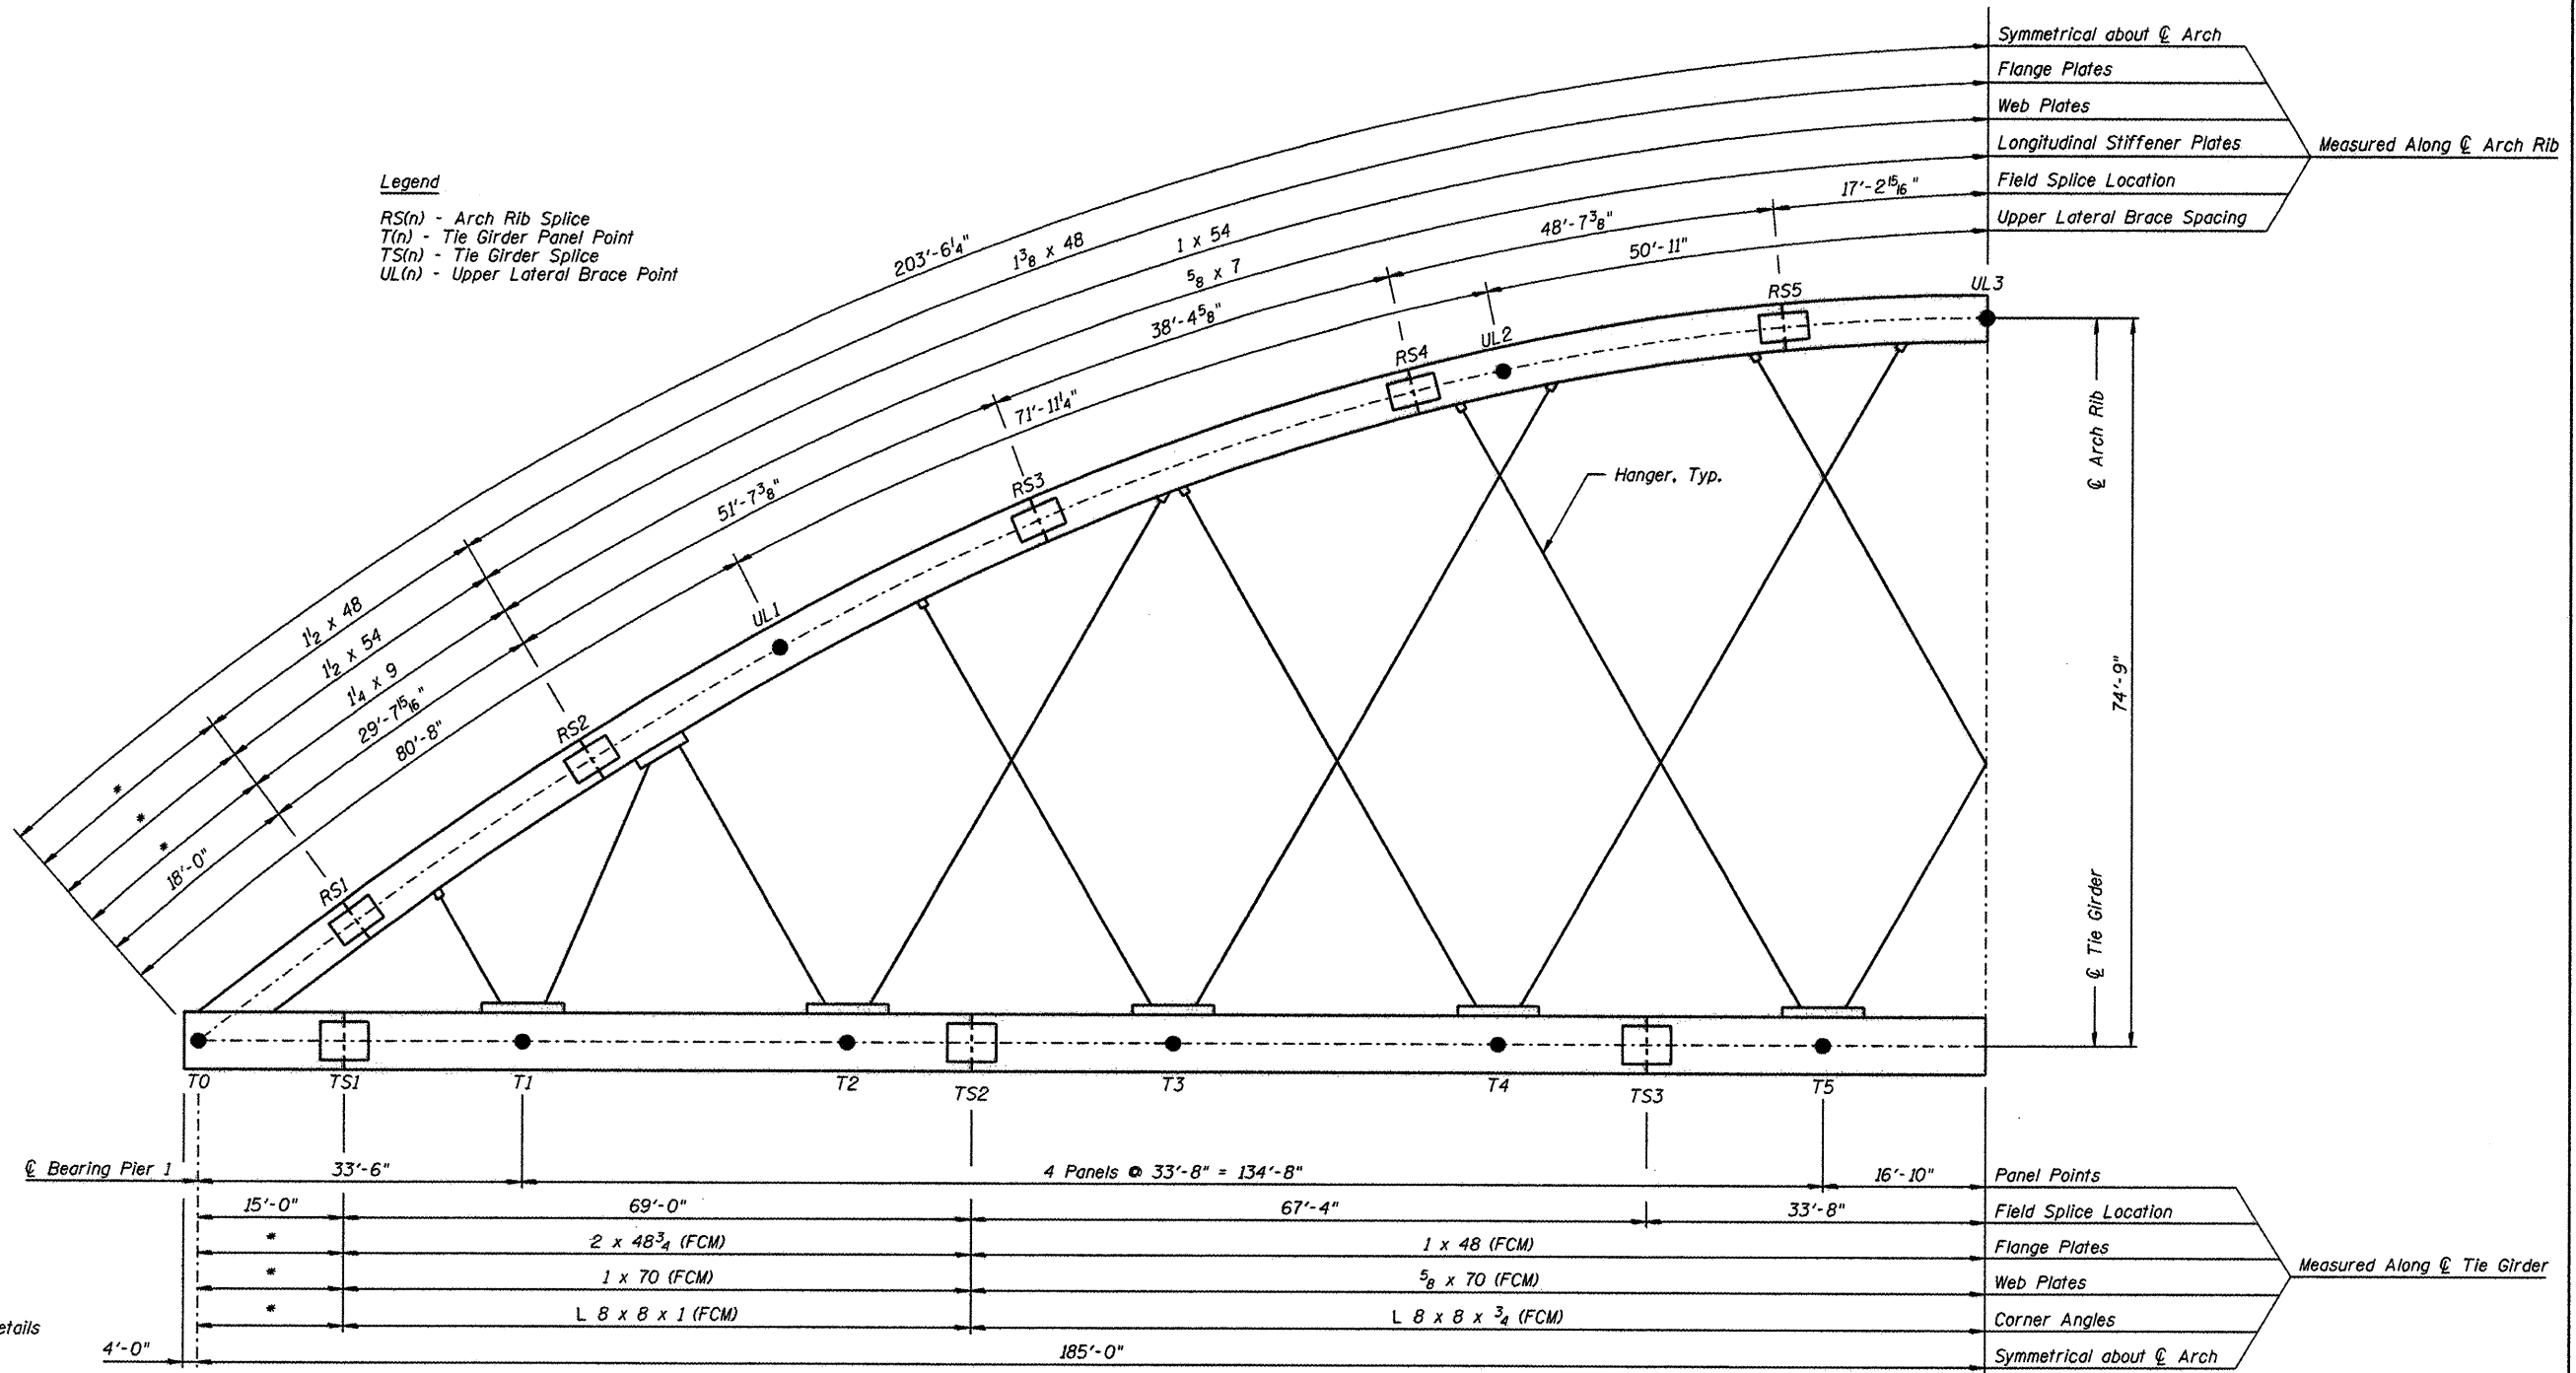 Symmetrical about ℄ Arch
Flange Plates
Web Plates
Longitudinal Stiffener Plates
Measured Along ℄ Arch Rib
Field Splice Location
Upper Lateral Brace Spacing
Legend
RS(n) - Arch Rib Splice
T(n) - Tie Girder Panel Point
TS(n) - Tie Girder Splice
UL(n) - Upper Lateral Brace Point
203'-6¼"
1⅜ x 48
1 x 54
⅝ x 7
48'-7⅜"
17'-2 15/16"
38'-4⅝"
50'-11"
71'-11¼"
51'-7⅜"
1½ x 48
1½ x 54
1¼ x 9
29'-7 15/16"
80'-8"
*
*
*
18'-0"
RS1
RS2
UL1
RS3
RS4
UL2
RS5
UL3
Hanger, Typ.
℄ Arch Rib
74'-9"
℄ Tie Girder
T0
TS1
T1
T2
TS2
T3
T4
TS3
T5
℄ Bearing Pier 1
33'-6"
4 Panels @ 33'-8" = 134'-8"
16'-10"
Panel Points
15'-0"
69'-0"
67'-4"
33'-8"
Field Splice Location
*
2 x 48¾ (FCM)
1 x 48 (FCM)
Flange Plates
Measured Along ℄ Tie Girder
*
1 x 70 (FCM)
⅝ x 70 (FCM)
Web Plates
*
L 8 x 8 x 1 (FCM)
L 8 x 8 x ¾ (FCM)
Corner Angles
etails
4'-0"
185'-0"
Symmetrical about ℄ Arch